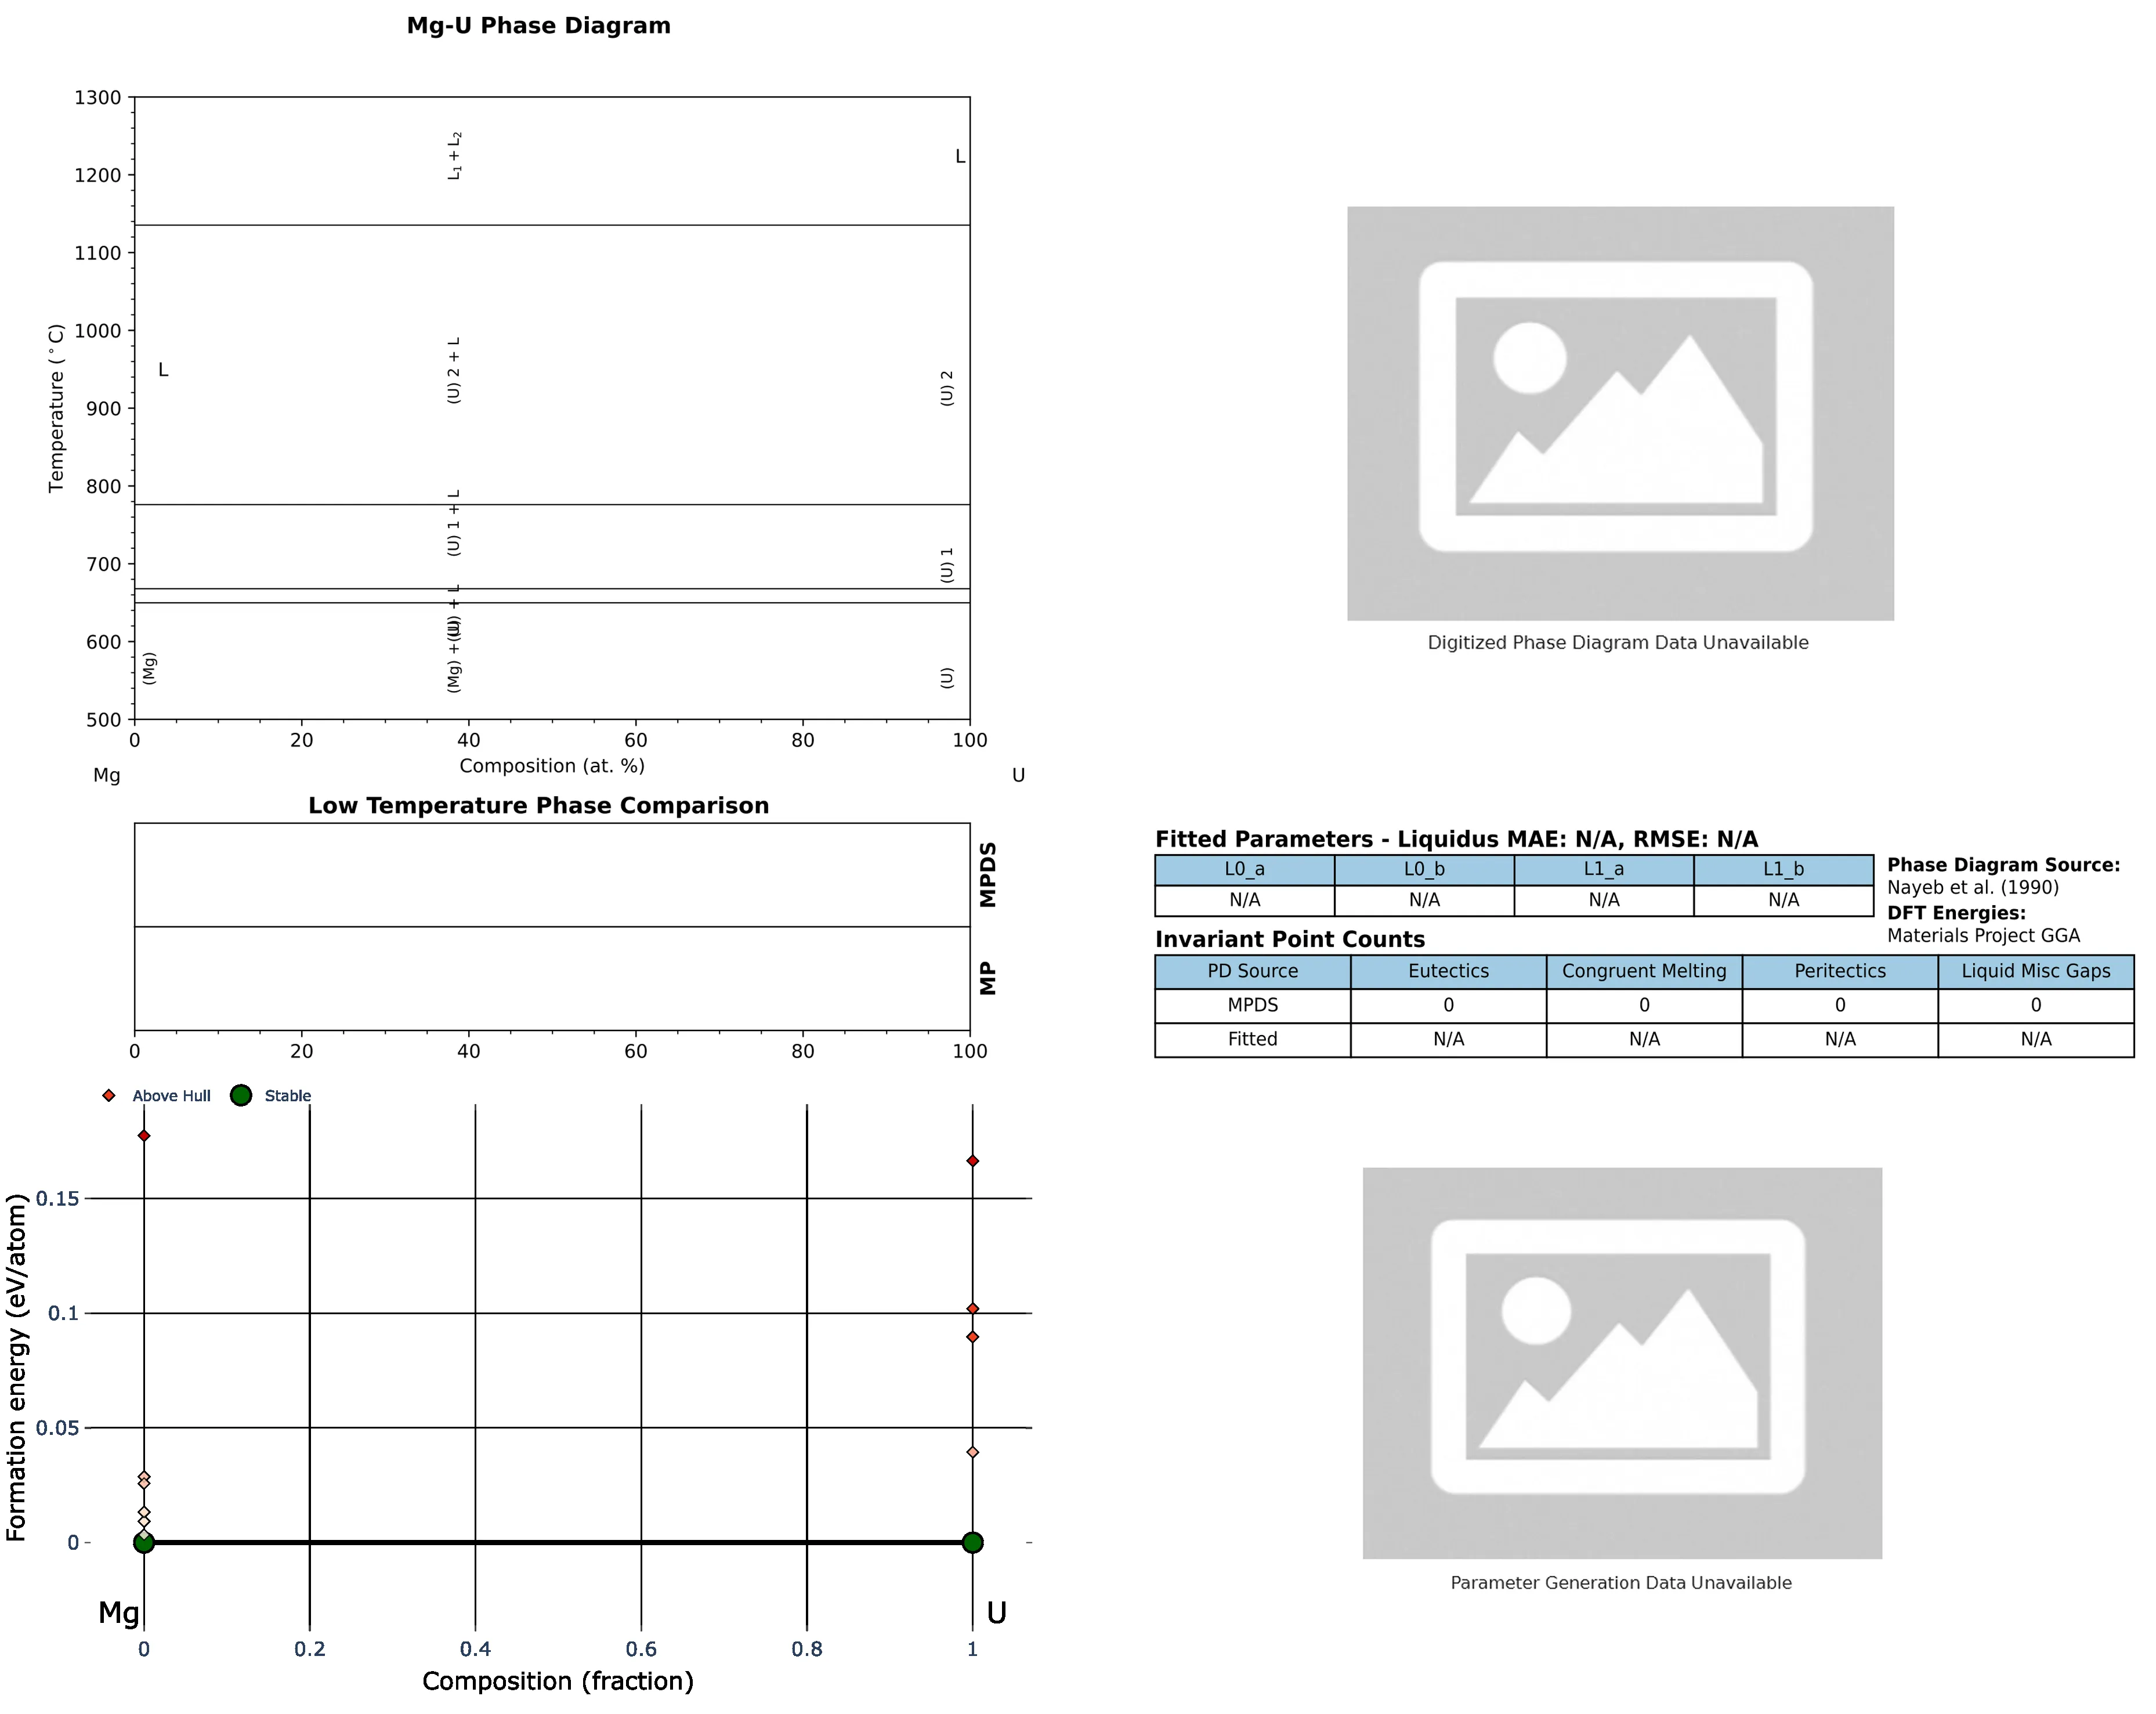 Mg-U Phase Diagram
1300
1200
1100
1000
900
800
700
600
500
Temperature (°C)
L₁ + L₂
L
L
(U) 2 + L
(U) 2
(U) 1 + L
(U) 1
(U) + L
(Mg) + (U)
(Mg)
(U)
0 20 40 60 80 100
Composition (at. %)
Mg U
Digitized Phase Diagram Data Unavailable
Low Temperature Phase Comparison
MPDS
MP
0 20 40 60 80 100
Fitted Parameters - Liquidus MAE: N/A, RMSE: N/A
L0_a L0_b L1_a L1_b
N/A N/A N/A N/A
Phase Diagram Source:
Nayeb et al. (1990)
DFT Energies:
Materials Project GGA
Invariant Point Counts
PD Source Eutectics Congruent Melting Peritectics Liquid Misc Gaps
MPDS 0 0 0 0
Fitted N/A N/A N/A N/A
Above Hull Stable
0.15
0.1
0.05
0
Formation energy (eV/atom)
Mg U
0 0.2 0.4 0.6 0.8 1
Composition (fraction)
Parameter Generation Data Unavailable